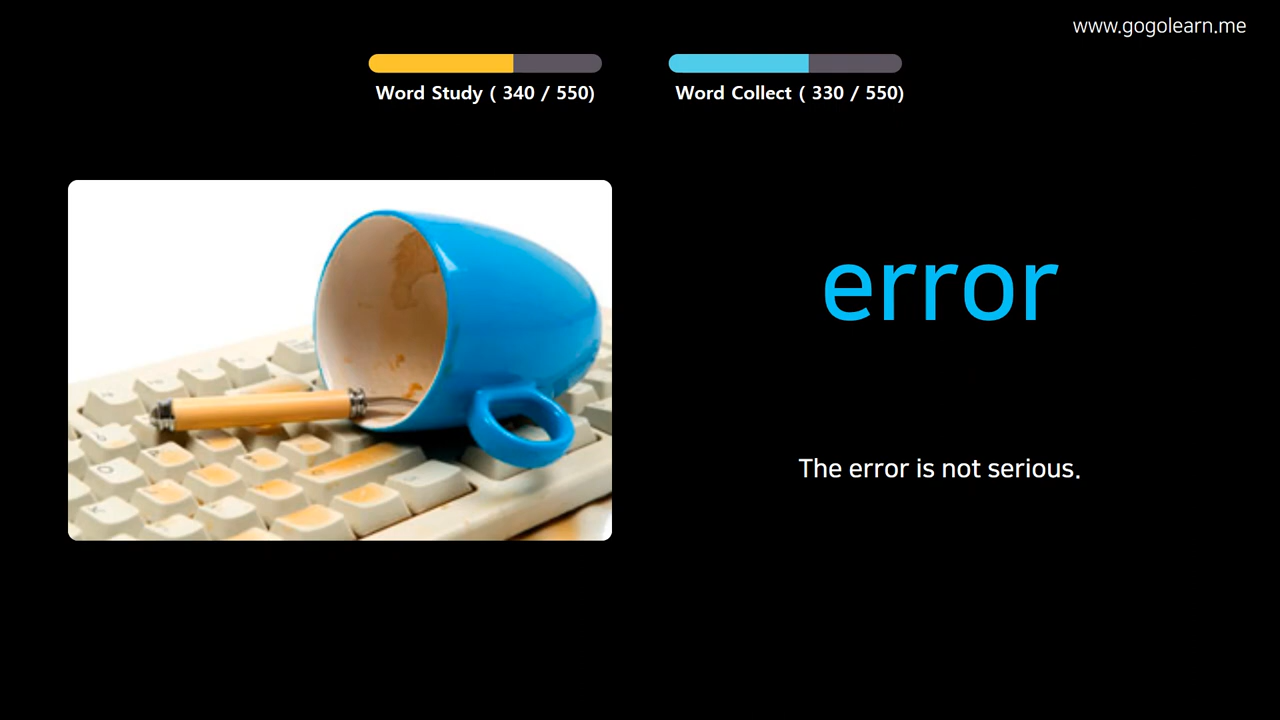 www.gogolearn.me
Word Study ( 340 / 550)
Word Collect ( 330 / 550)
error
The error is not serious.